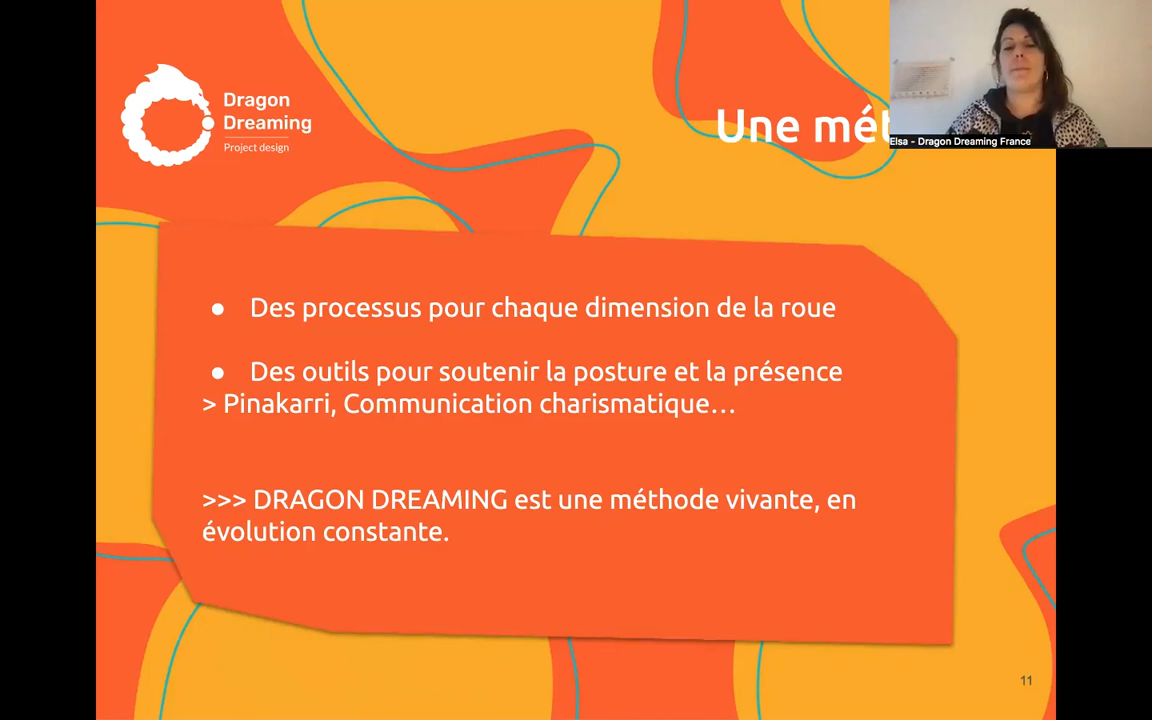 Dragon
Dreaming
Project design
Une mét
Elsa - Dragon Dreaming France
● Des processus pour chaque dimension de la roue
● Des outils pour soutenir la posture et la présence
> Pinakarri, Communication charismatique…
>>> DRAGON DREAMING est une méthode vivante, en
évolution constante.
11